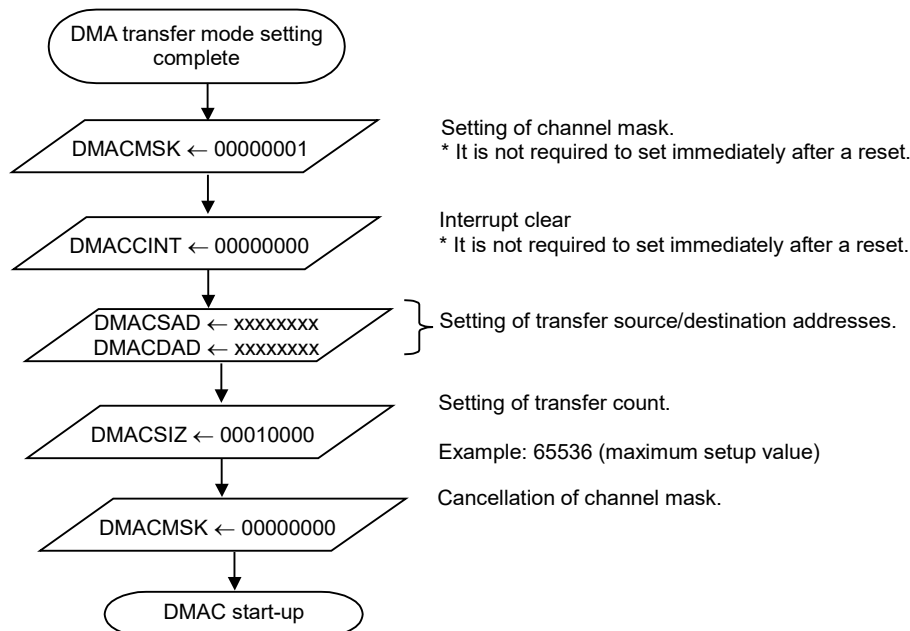 DMA transfer mode setting
complete
DMACMSK ← 00000001
Setting of channel mask.
* It is not required to set immediately after a reset.
DMACCINT ← 00000000
Interrupt clear
* It is not required to set immediately after a reset.
DMACSAD ← xxxxxxxx
DMACDAD ← xxxxxxxx
Setting of transfer source/destination addresses.
DMACSIZ ← 00010000
Setting of transfer count.
Example: 65536 (maximum setup value)
DMACMSK ← 00000000
Cancellation of channel mask.
DMAC start-up